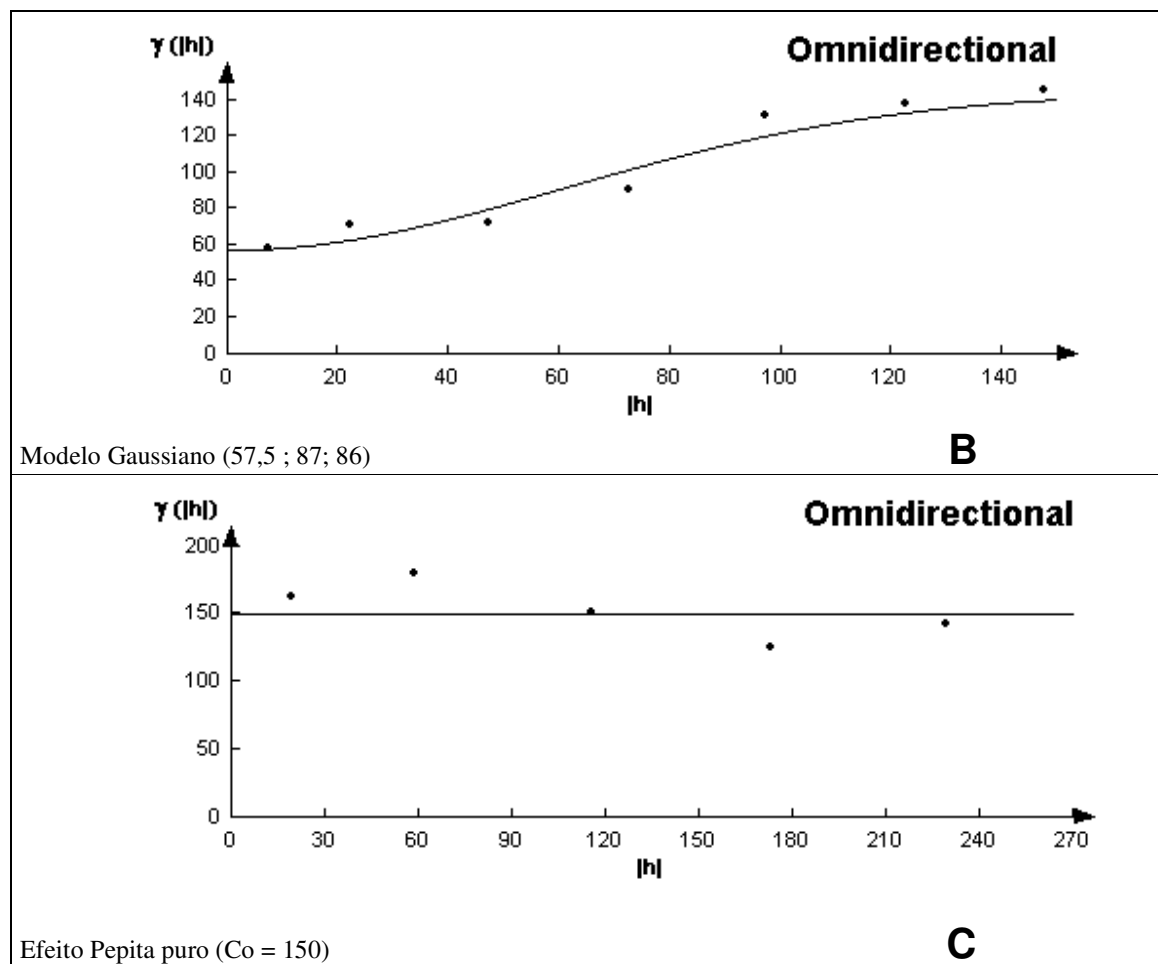 γ (|h|)
Omnidirectional
140
120
100
80
60
40
20
0
0 20 40 60 80 100 120 140
|h|
Modelo Gaussiano (57,5 ; 87; 86)
B
γ (|h|)
Omnidirectional
200
150
100
50
0
0 30 60 90 120 150 180 210 240 270
|h|
Efeito Pepita puro (Co = 150)
C